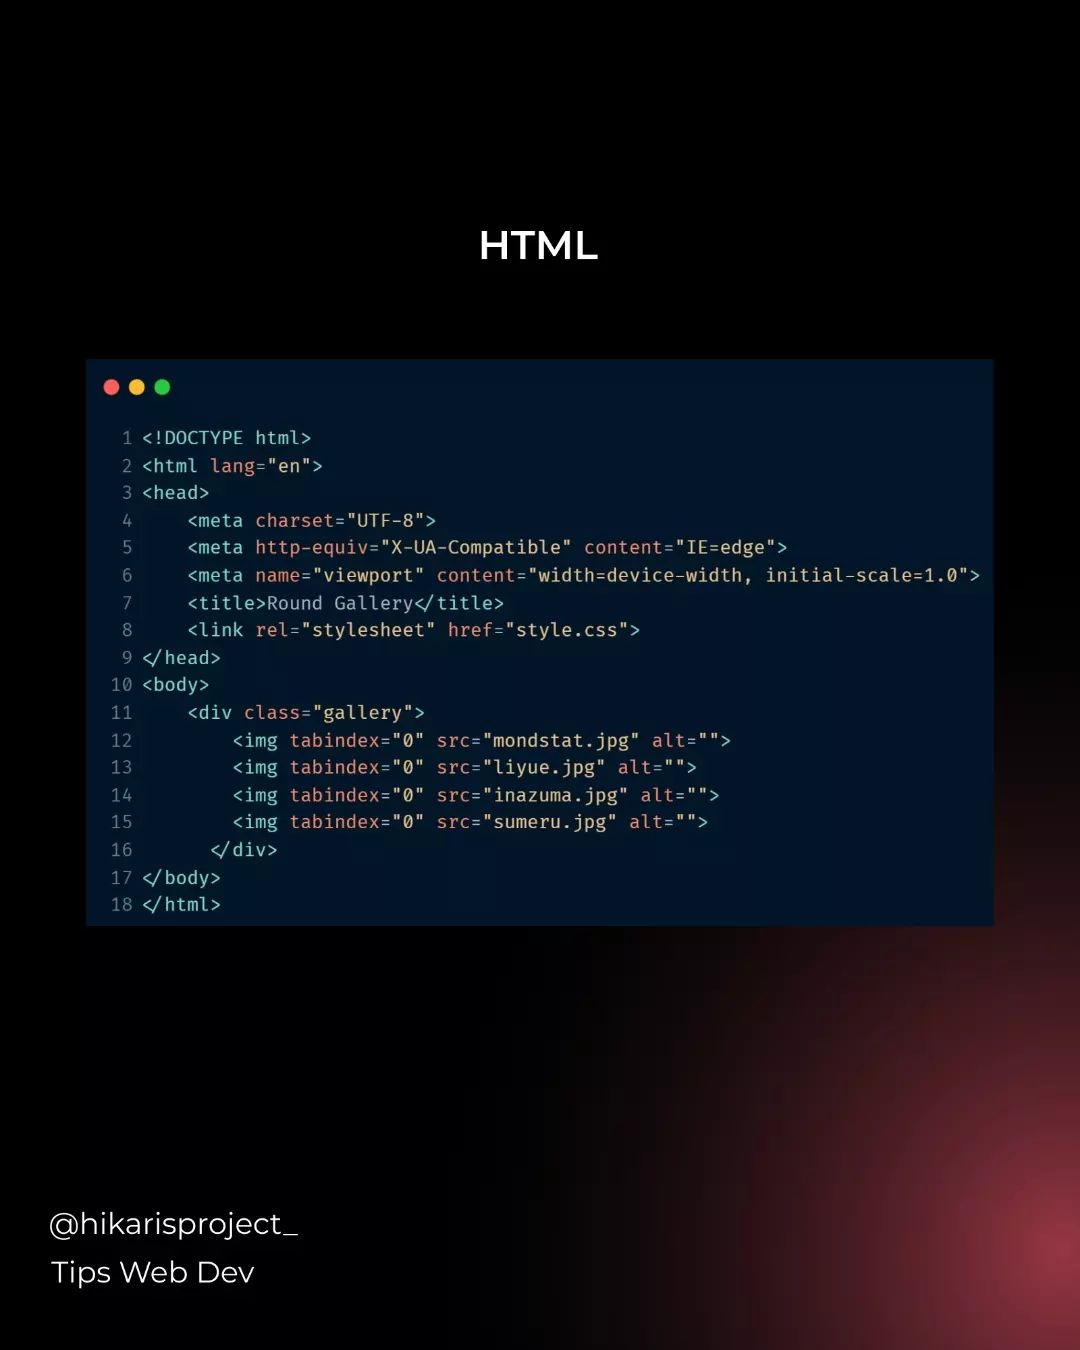 HTML
1 <!DOCTYPE html>
2 <html lang="en">
3 <head>
4     <meta charset="UTF-8">
5     <meta http-equiv="X-UA-Compatible" content="IE=edge">
6     <meta name="viewport" content="width=device-width, initial-scale=1.0">
7     <title>Round Gallery</title>
8     <link rel="stylesheet" href="style.css">
9 </head>
10 <body>
11     <div class="gallery">
12         <img tabindex="0" src="mondstat.jpg" alt="">
13         <img tabindex="0" src="liyue.jpg" alt="">
14         <img tabindex="0" src="inazuma.jpg" alt="">
15         <img tabindex="0" src="sumeru.jpg" alt="">
16       </div>
17 </body>
18 </html>
@hikarisproject_
Tips Web Dev